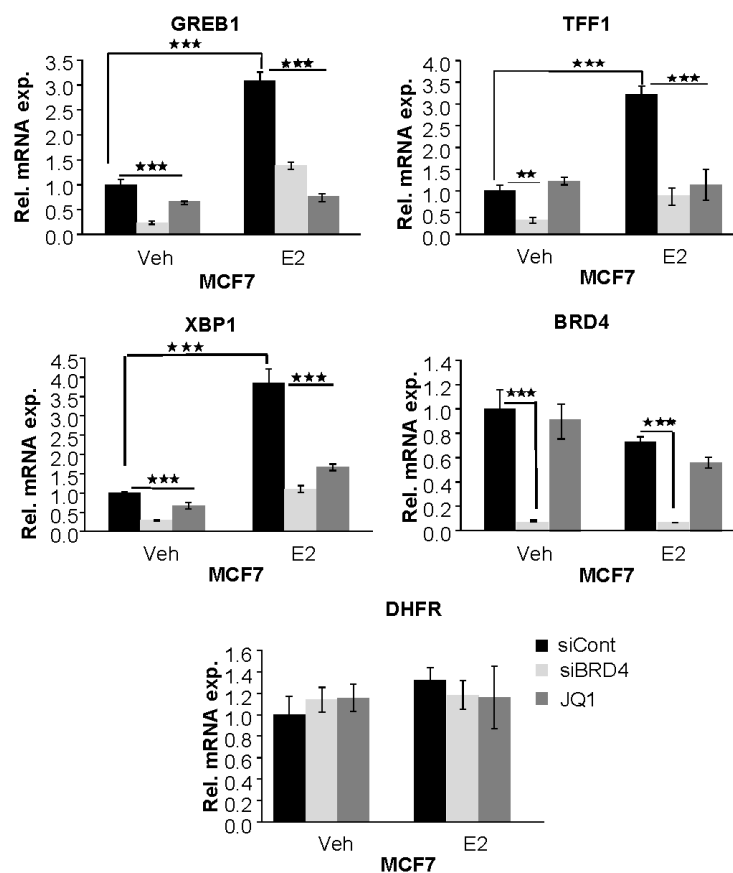 GREB1
★★★
★★★
★★★
Rel. mRNA exp.
3.5
3.0
2.5
2.0
1.5
1.0
0.5
0.0
Veh E2
MCF7
TFF1
★★★
★★★
★★
Rel. mRNA exp.
4.0
3.5
3.0
2.5
2.0
1.5
1.0
0.5
0.0
Veh E2
MCF7
XBP1
★★★
★★★
★★★
Rel. mRNA exp.
4.5
4.0
3.5
3.0
2.5
2.0
1.5
1.0
0.5
0.0
Veh E2
MCF7
BRD4
★★★
★★★
Rel. mRNA exp.
1.4
1.2
1.0
0.8
0.6
0.4
0.2
0.0
Veh E2
MCF7
DHFR
Rel. mRNA exp.
1.6
1.4
1.2
1.0
0.8
0.6
0.4
0.2
0.0
Veh E2
MCF7
siCont
siBRD4
JQ1